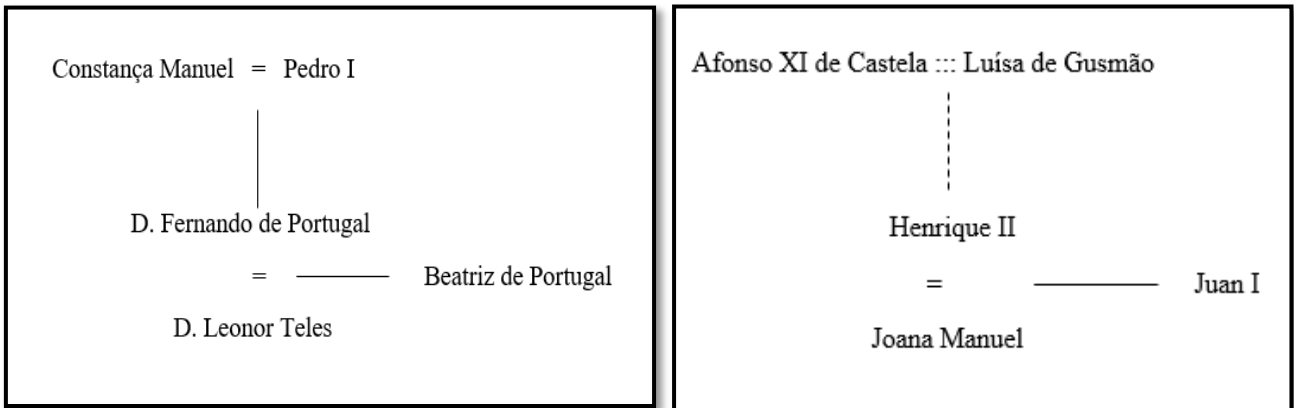 Constança Manuel = Pedro I
D. Fernando de Portugal
= Beatriz de Portugal
D. Leonor Teles
Afonso XI de Castela ::: Luísa de Gusmão
Henrique II
= Juan I
Joana Manuel